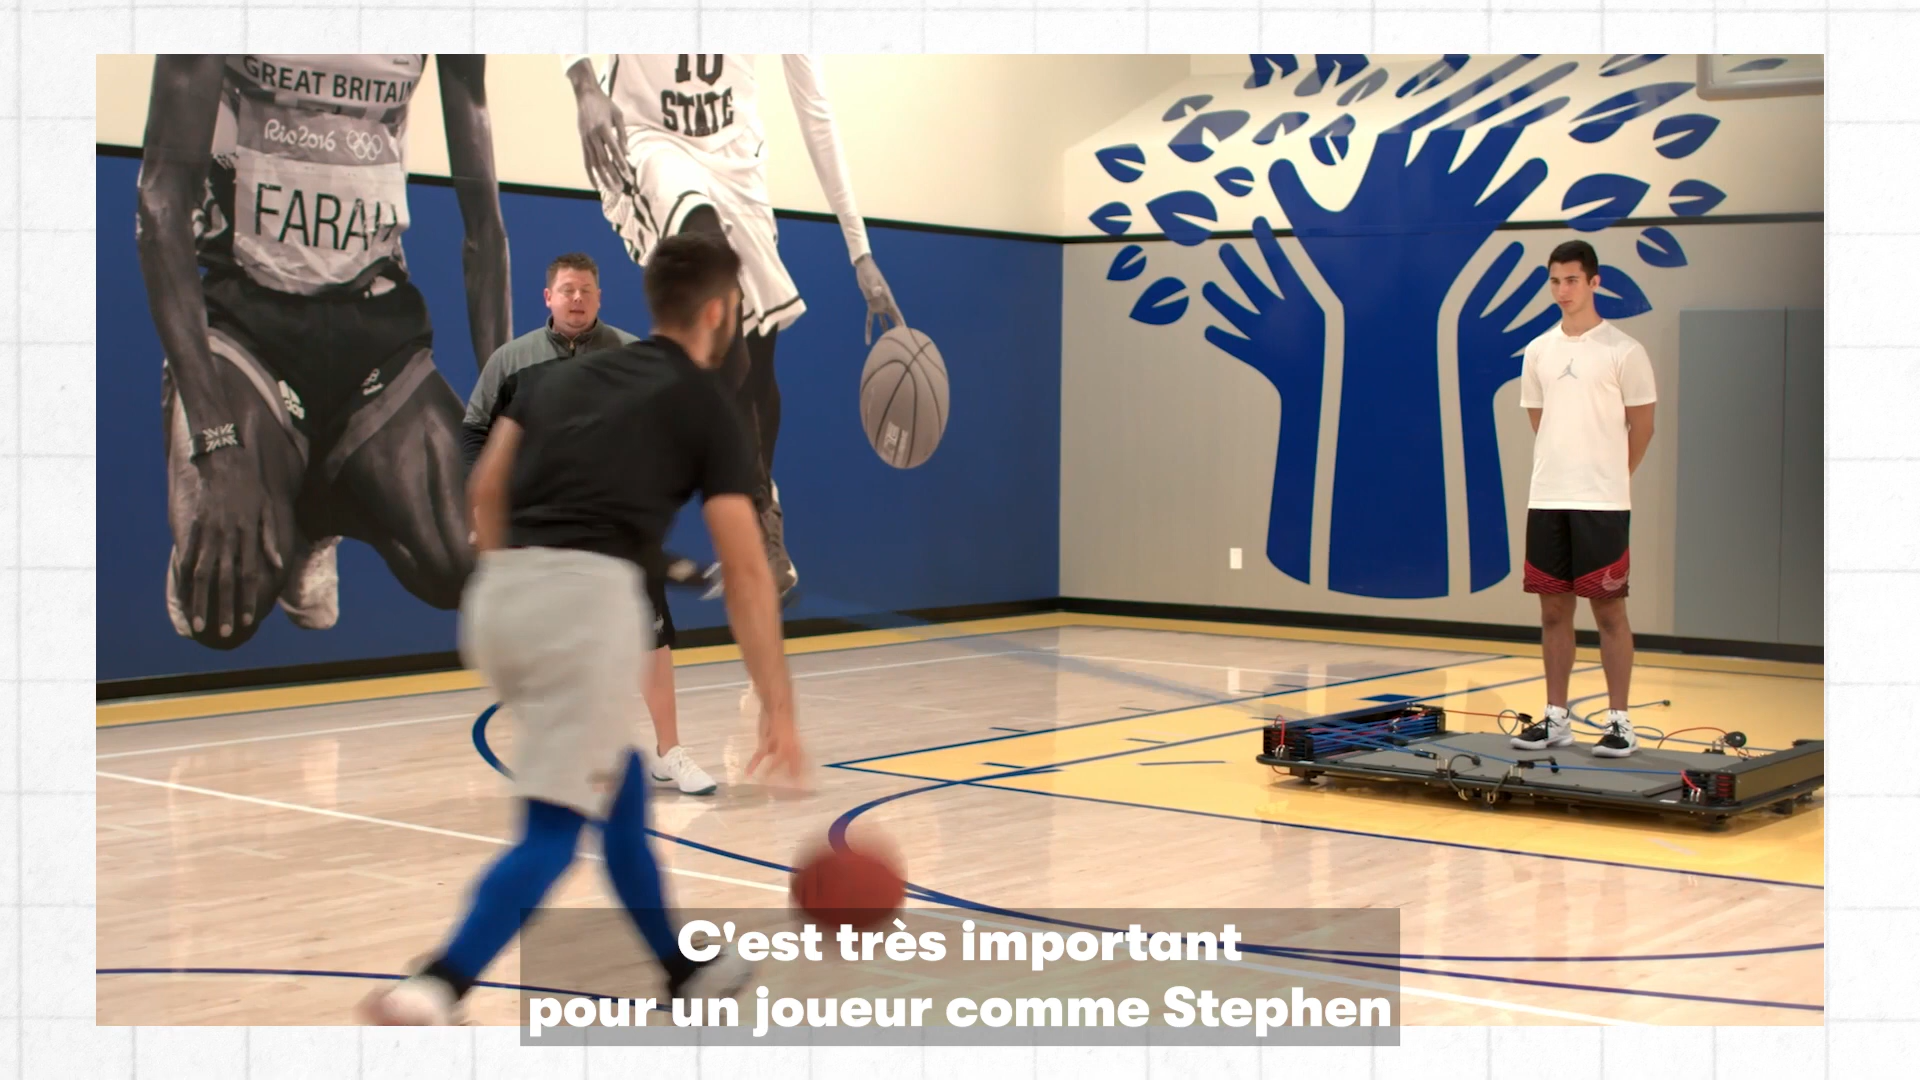 GREAT BRITAIN
Rio2016
FARAH
10
STATE
C'est très important
pour un joueur comme Stephen